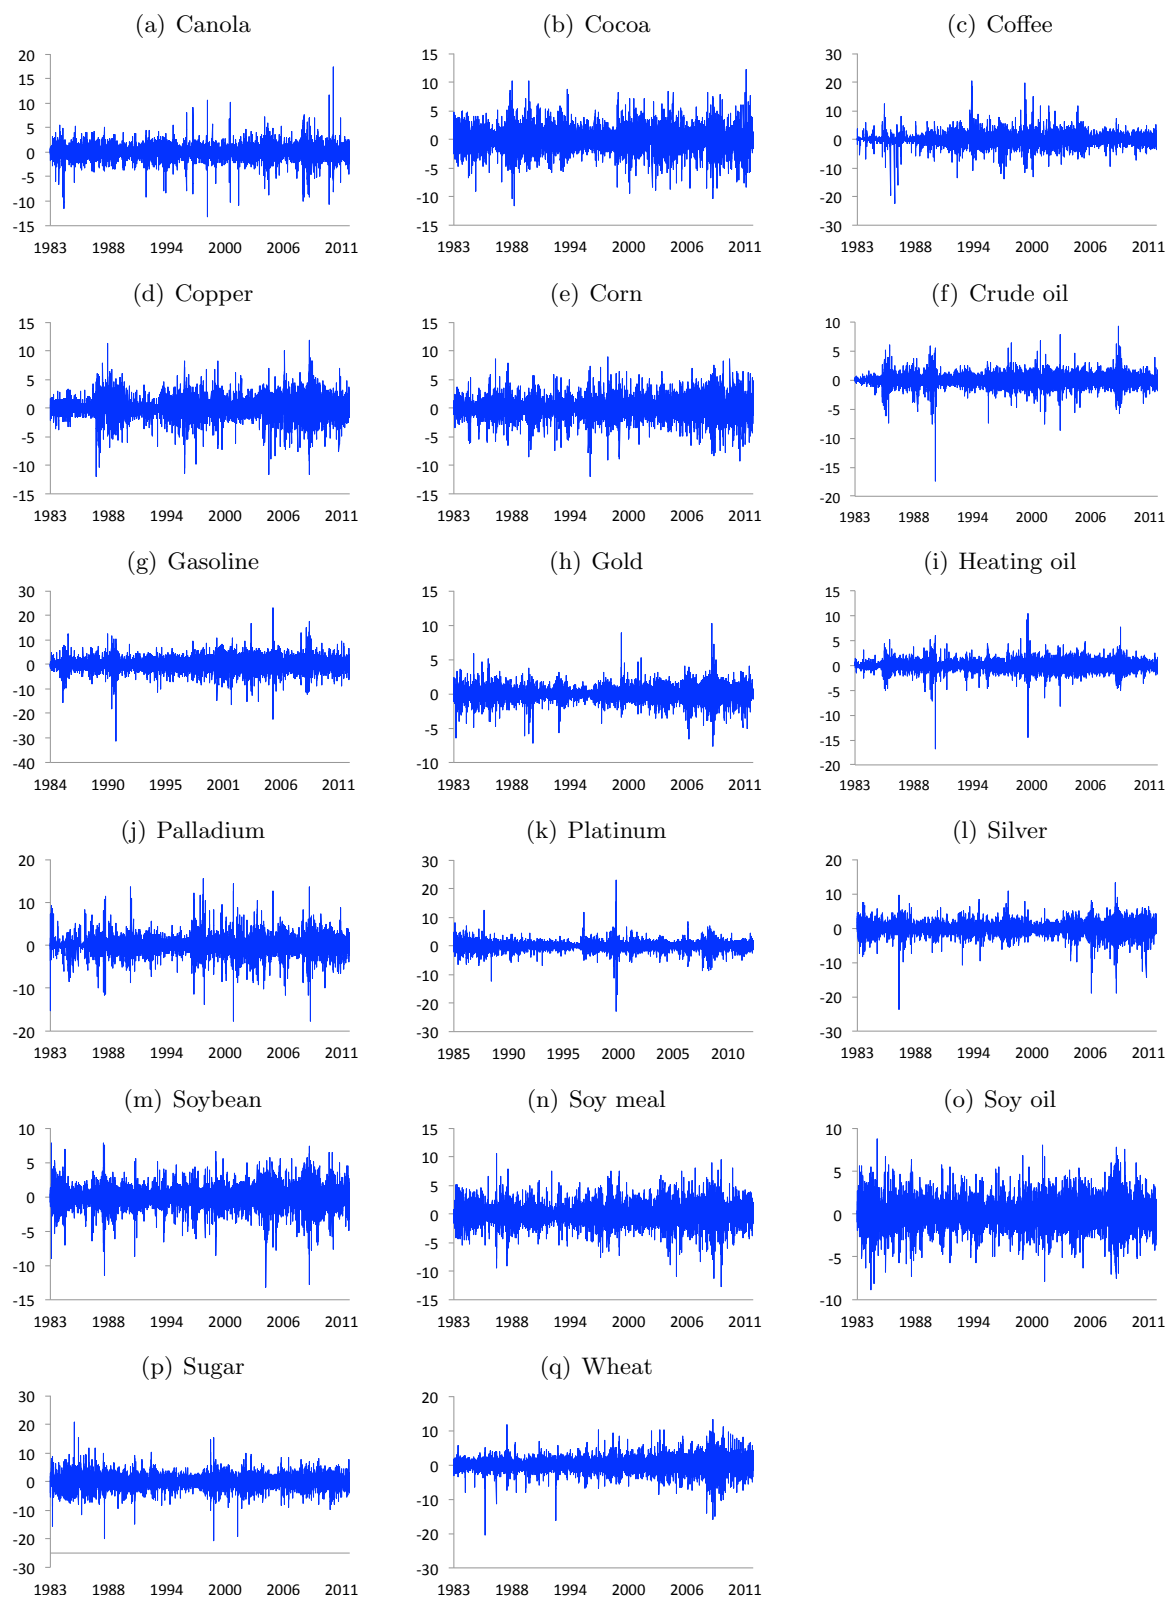 (a) Canola (b) Cocoa (c) Coffee
20 15 10 5 0 -5 -10 -15
1983 1988 1994 2000 2006 2011
15 10 5 0 -5 -10 -15
1983 1988 1994 2000 2006 2011
30 20 10 0 -10 -20 -30
1983 1988 1994 2000 2006 2011
(d) Copper (e) Corn (f) Crude oil
15 10 5 0 -5 -10 -15
1983 1988 1994 2000 2006 2011
15 10 5 0 -5 -10 -15
1983 1988 1994 2000 2006 2011
10 5 0 -5 -10 -15 -20
1983 1988 1994 2000 2006 2011
(g) Gasoline (h) Gold (i) Heating oil
30 20 10 0 -10 -20 -30 -40
1984 1990 1995 2001 2006 2011
15 10 5 0 -5 -10
1983 1988 1994 2000 2006 2011
15 10 5 0 -5 -10 -15 -20
1983 1988 1994 2000 2006 2011
(j) Palladium (k) Platinum (l) Silver
20 10 0 -10 -20
1983 1988 1994 2000 2006 2011
30 20 10 0 -10 -20 -30
1985 1990 1995 2000 2005 2010
20 10 0 -10 -20 -30
1983 1988 1994 2000 2006 2011
(m) Soybean (n) Soy meal (o) Soy oil
10 5 0 -5 -10 -15
1983 1988 1994 2000 2006 2011
15 10 5 0 -5 -10 -15
1983 1988 1994 2000 2006 2011
10 5 0 -5 -10
1983 1988 1994 2000 2006 2011
(p) Sugar (q) Wheat
30 20 10 0 -10 -20 -30
1983 1988 1994 2000 2006 2011
20 10 0 -10 -20 -30
1983 1988 1994 2000 2006 2011